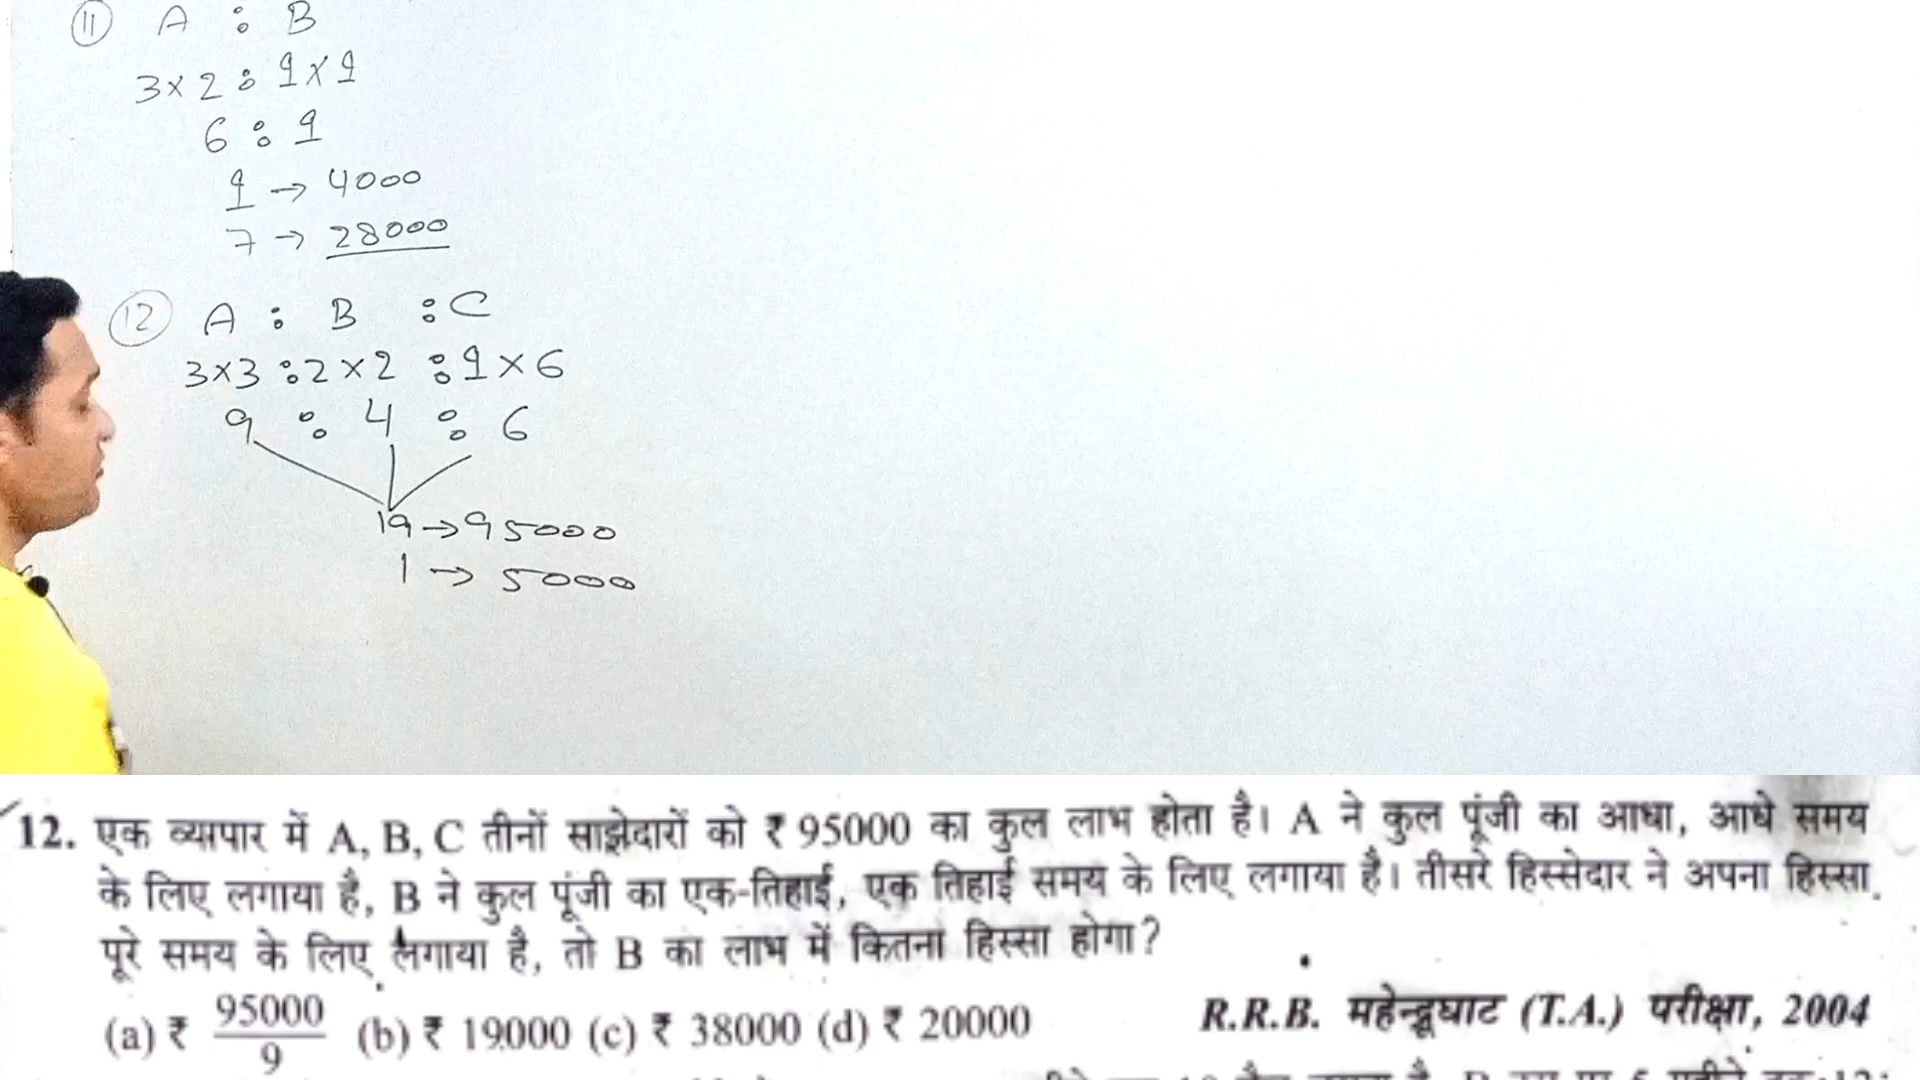 11 A : B
3 × 2 : 1 × 1
6 : 1
1 → 4000
7 → 28000
12 A : B : C
3×3 : 2×2 : 1×6
9 : 4 : 6
19 → 95000
1 → 5000
12. एक व्यापार में A, B, C तीनों साझेदारों को ₹ 95000 का कुल लाभ होता है। A ने कुल पूंजी का आधा, आधे समय
के लिए लगाया है, B ने कुल पूंजी का एक-तिहाई, एक तिहाई समय के लिए लगाया है। तीसरे हिस्सेदार ने अपना हिस्सा
पूरे समय के लिए लगाया है, तो B का लाभ में कितना हिस्सा होगा?
(a) ₹ 95000/9 (b) ₹ 19000 (c) ₹ 38000 (d) ₹ 20000
R.R.B. महेन्द्रूघाट (T.A.) परीक्षा, 2004